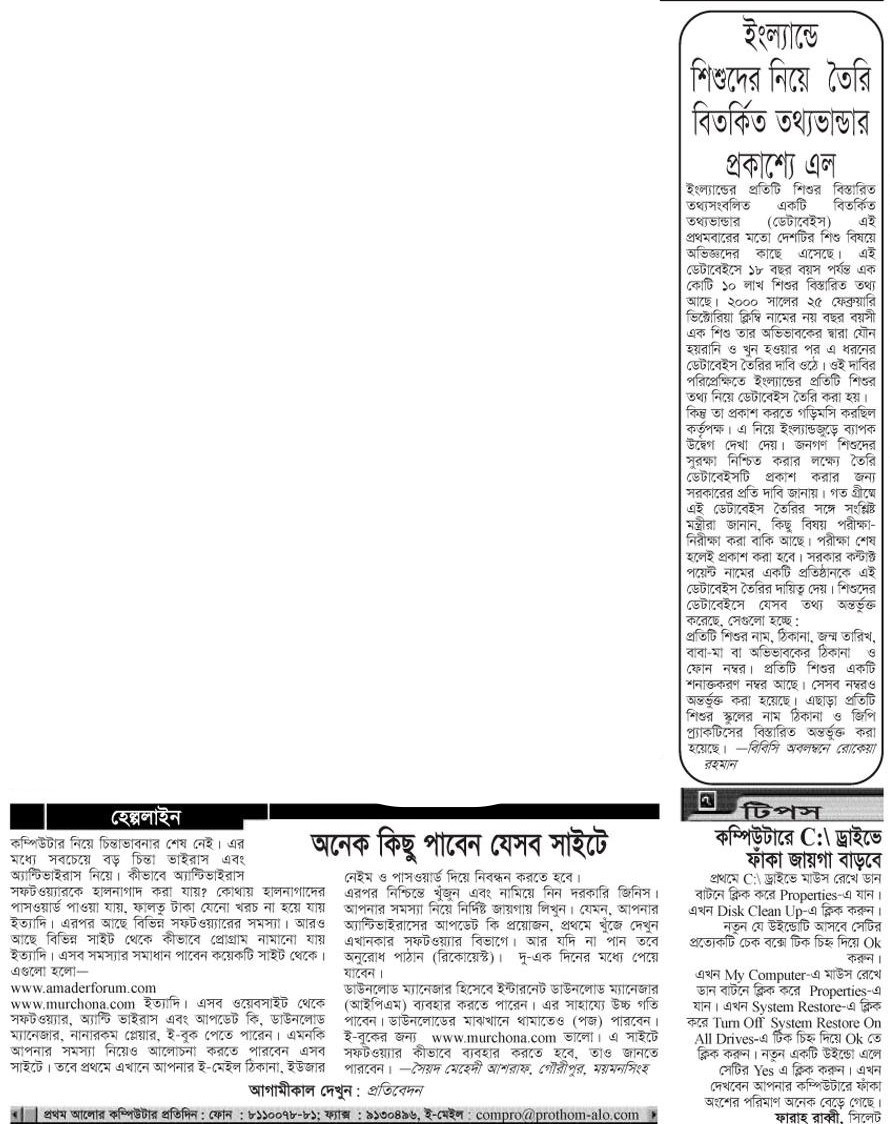 ইংল্যান্ডে
শিশুদের নিয়ে তৈরি
বিতর্কিত তথ্যভান্ডার
প্রকাশ্যে এল
ইংল্যান্ডের প্রতিটি শিশুর বিস্তারিত
তথ্যসংবলিত একটি বিতর্কিত
তথ্যভান্ডার (ডেটাবেইস) এই
প্রথমবারের মতো দেশটির শিশু বিষয়ে
অভিজ্ঞদের কাছে এসেছে। এই
ডেটাবেইসে ১৮ বছর বয়স পর্যন্ত এক
কোটি ১০ লাখ শিশুর বিস্তারিত তথ্য
আছে। ২০০০ সালের ২৫ ফেব্রুয়ারি
ভিক্টোরিয়া ক্লিম্বি নামের নয় বছর বয়সী
এক শিশু তার অভিভাবকের দ্বারা যৌন
হয়রানি ও খুন হওয়ার পর এ ধরনের
ডেটাবেইস তৈরির দাবি ওঠে। ওই দাবির
পরিপ্রেক্ষিতে ইংল্যান্ডের প্রতিটি শিশুর
তথ্য নিয়ে ডেটাবেইস তৈরি করা হয়।
কিন্তু তা প্রকাশ করতে গড়িমসি করছিল
কর্তৃপক্ষ। এ নিয়ে ইংল্যান্ডজুড়ে ব্যাপক
উদ্বেগ দেখা দেয়। জনগণ শিশুদের
সুরক্ষা নিশ্চিত করার লক্ষ্যে তৈরি
ডেটাবেইসটি প্রকাশ করার জন্য
সরকারের প্রতি দাবি জানায়। গত গ্রীষ্মে
এই ডেটাবেইস তৈরির সঙ্গে সংশ্লিষ্ট
মন্ত্রীরা জানান, কিছু বিষয় পরীক্ষা-
নিরীক্ষা করা বাকি আছে। পরীক্ষা শেষ
হলেই প্রকাশ করা হবে। সরকার কন্টাক্ট
পয়েন্ট নামের একটি প্রতিষ্ঠানকে এই
ডেটাবেইস তৈরির দায়িত্ব দেয়। শিশুদের
ডেটাবেইসে যেসব তথ্য অন্তর্ভুক্ত
করেছে, সেগুলো হচ্ছে :
প্রতিটি শিশুর নাম, ঠিকানা, জন্ম তারিখ,
বাবা-মা বা অভিভাবকের ঠিকানা ও
ফোন নম্বর। প্রতিটি শিশুর একটি
শনাক্তকরণ নম্বর আছে। সেসব নম্বরও
অন্তর্ভুক্ত করা হয়েছে। এছাড়া প্রতিটি
শিশুর স্কুলের নাম ঠিকানা ও জিপি
প্র্যাকটিসের বিস্তারিত অন্তর্ভুক্ত করা
হয়েছে। —বিবিসি অবলম্বনে রোকেয়া
রহমান
হেল্পলাইন
কম্পিউটার নিয়ে চিন্তাভাবনার শেষ নেই। এর
মধ্যে সবচেয়ে বড় চিন্তা ভাইরাস এবং
অ্যান্টিভাইরাস নিয়ে। কীভাবে অ্যান্টিভাইরাস
সফটওয়্যারকে হালনাগাদ করা যায়? কোথায় হালনাগাদের
পাসওয়ার্ড পাওয়া যায়, ফালতু টাকা যেনো খরচ না হয়ে যায়
ইত্যাদি। এরপর আছে বিভিন্ন সফটওয়্যারের সমস্যা। আরও
আছে বিভিন্ন সাইট থেকে কীভাবে প্রোগ্রাম নামানো যায়
ইত্যাদি। এসব সমস্যার সমাধান পাবেন কয়েকটি সাইট থেকে।
এগুলো হলো—
www.amaderforum.com
www.murchona.com ইত্যাদি। এসব ওয়েবসাইট থেকে
সফটওয়্যার, অ্যান্টি ভাইরাস এবং আপডেট কি, ডাউনলোড
ম্যানেজার, নানারকম প্লেয়ার, ই-বুক পেতে পারেন। এমনকি
আপনার সমস্যা নিয়েও আলোচনা করতে পারবেন এসব
সাইটে। তবে প্রথমে এখানে আপনার ই-মেইল ঠিকানা, ইউজার
অনেক কিছু পাবেন যেসব সাইটে
নেইম ও পাসওয়ার্ড দিয়ে নিবন্ধন করতে হবে।
এরপর নিশ্চিন্তে খুঁজুন এবং নামিয়ে নিন দরকারি জিনিস।
আপনার সমস্যা নিয়ে নির্দিষ্ট জায়গায় লিখুন। যেমন, আপনার
অ্যান্টিভাইরাসের আপডেট কি প্রয়োজন, প্রথমে খুঁজে দেখুন
এখানকার সফটওয়্যার বিভাগে। আর যদি না পান তবে
অনুরোধ পাঠান (রিকোয়েস্ট)। দু-এক দিনের মধ্যে পেয়ে
যাবেন।
ডাউনলোড ম্যানেজার হিসেবে ইন্টারনেট ডাউনলোড ম্যানেজার
(আইপিএম) ব্যবহার করতে পারেন। এর সাহায্যে উচ্চ গতি
পাবেন। ডাউনলোডের মাঝখানে থামাতেও (পজ) পারবেন।
ই-বুকের জন্য www.murchona.com ভালো। এ সাইটে
সফটওয়্যার কীভাবে ব্যবহার করতে হবে, তাও জানতে
পারবেন। —সৈয়দ মেহেদী আশরাফ, গৌরীপুর, ময়মনসিংহ
আগামীকাল দেখুন : প্রতিবেদন
প্রথম আলোর কম্পিউটার প্রতিদিন : ফোন : ৮১১০০৭৮-৮১; ফ্যাক্স : ৯১৩০৪৯৬, ই-মেইল : compro@prothom-alo.com
টিপস
কম্পিউটারে C:\ ড্রাইভে
ফাঁকা জায়গা বাড়বে
প্রথমে C:\ ড্রাইভে মাউস রেখে ডান
বাটনে ক্লিক করে Properties-এ যান।
এখন Disk Clean Up-এ ক্লিক করুন।
নতুন যে উইন্ডোটি আসবে সেটির
প্রত্যেকটি চেক বক্সে টিক চিহ্ন দিয়ে Ok
করুন।
এখন My Computer-এ মাউস রেখে
ডান বাটনে ক্লিক করে Properties-এ
যান। এখন System Restore-এ ক্লিক
করে Turn Off System Restore On
All Drives-এ টিক চিহ্ন দিয়ে Ok তে
ক্লিক করুন। নতুন একটি উইন্ডো এলে
সেটির Yes এ ক্লিক করুন। এখন
দেখবেন আপনার কম্পিউটারে ফাঁকা
অংশের পরিমাণ অনেক বেড়ে গেছে।
ফারাহ রাব্বী, সিলেট